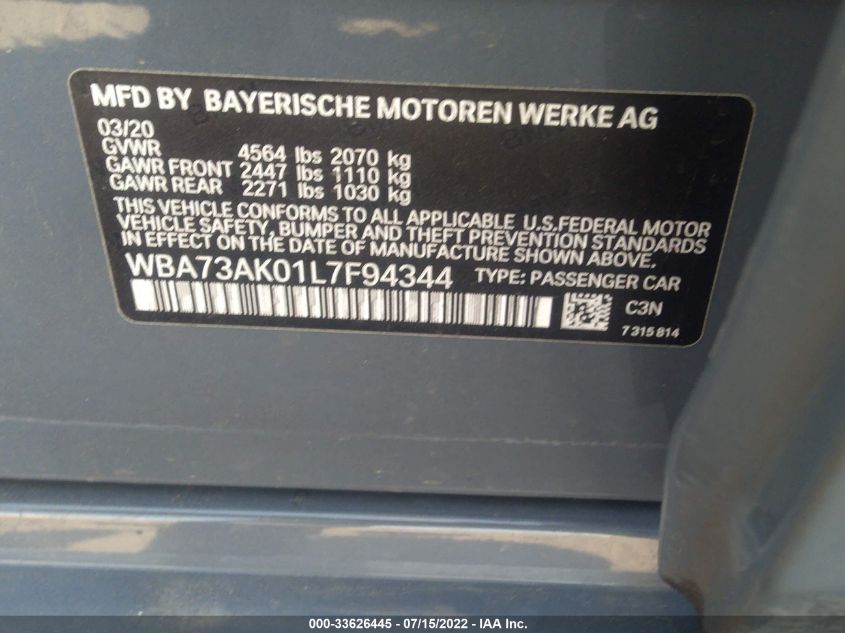 MFD BY BAYERISCHE MOTOREN WERKE AG
03/20
GVWR 4564 lbs 2070 kg
GAWR FRONT 2447 lbs 1110 kg
GAWR REAR 2271 lbs 1030 kg
THIS VEHICLE CONFORMS TO ALL APPLICABLE U.S.FEDERAL MOTOR
VEHICLE SAFETY, BUMPER AND THEFT PREVENTION STANDARDS
IN EFFECT ON THE DATE OF MANUFACTURE SHOWN ABOVE.
WBA73AK01L7F94344 TYPE: PASSENGER CAR
C3N
7315814
000-33626445 - 07/15/2022 - IAA Inc.